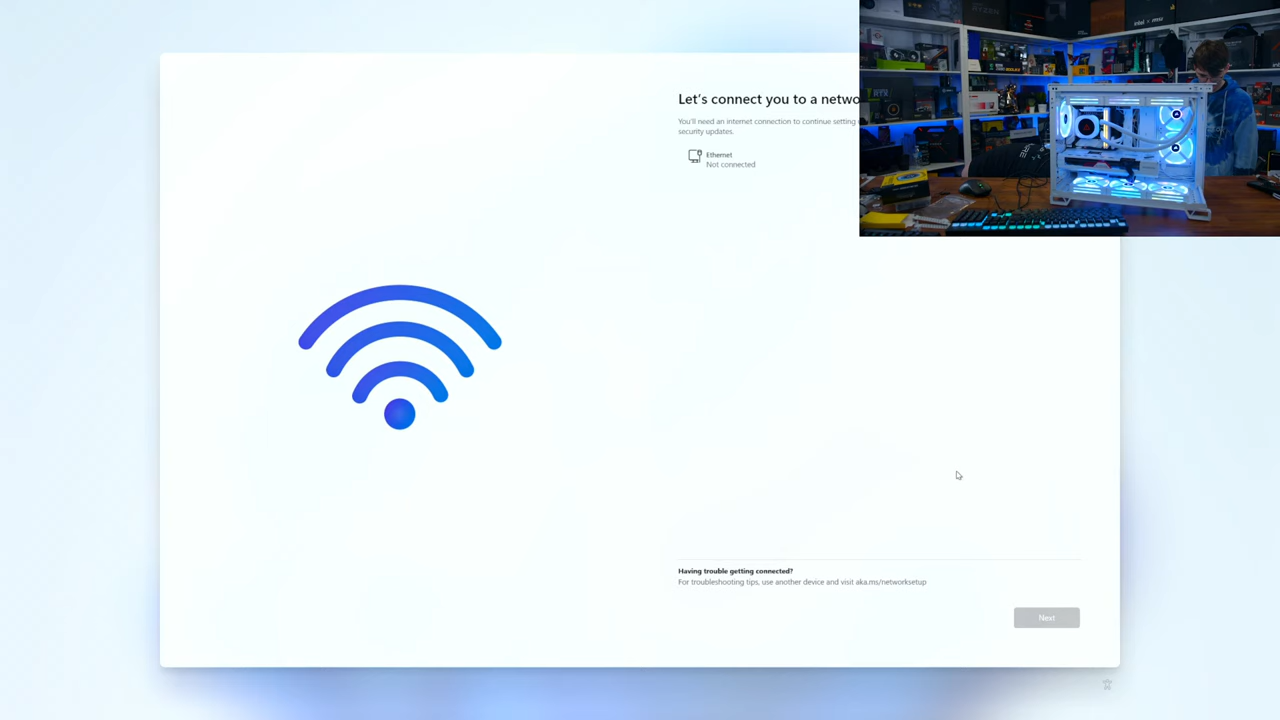 Let's connect you to a netwo
You'll need an internet connection to continue setting
security updates.
Ethernet
Not connected
Having trouble getting connected?
For troubleshooting tips, use another device and visit aka.ms/networksetup
Next